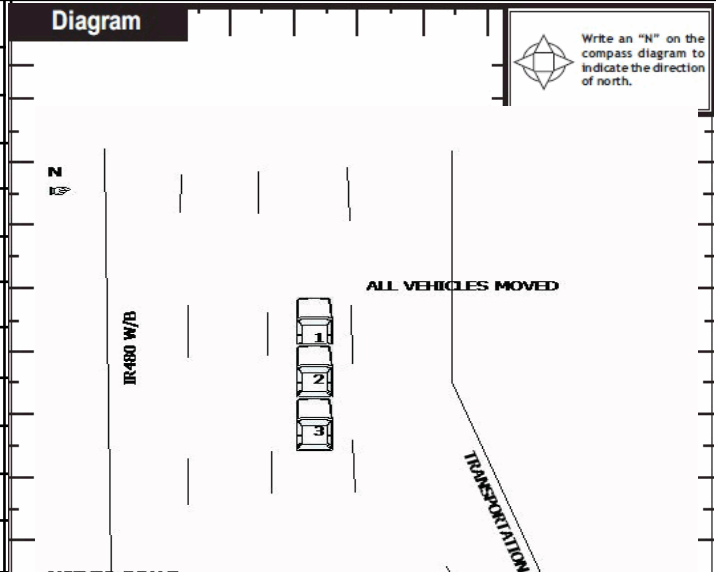 Diagram
Write an “N” on the
compass diagram to
indicate the direction
of north.
N
ALL VEHICLES MOVED
IR480 W/B
1
2
3
TRANSPORTATION